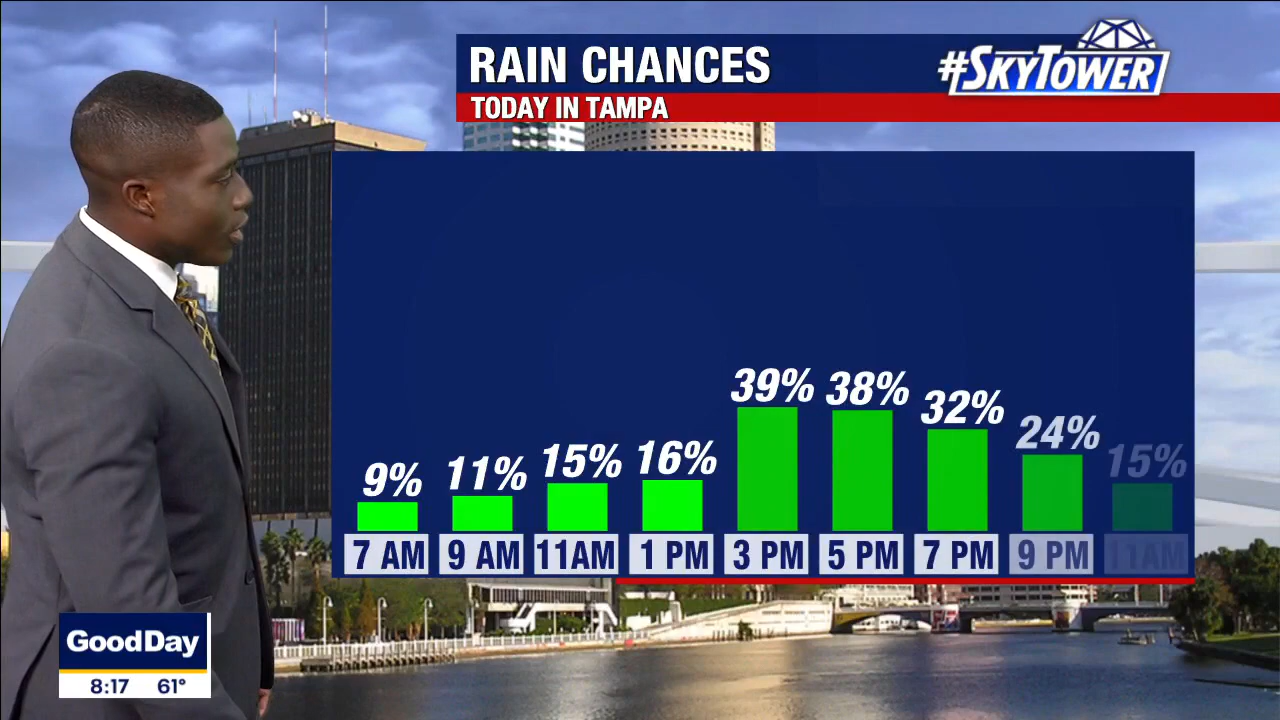 RAIN CHANCES
#SKYTOWER
TODAY IN TAMPA
9% 11% 15% 16% 39% 38% 32% 24% 15%
7 AM 9 AM 11AM 1 PM 3 PM 5 PM 7 PM 9 PM 11AM
GoodDay
8:17 61°